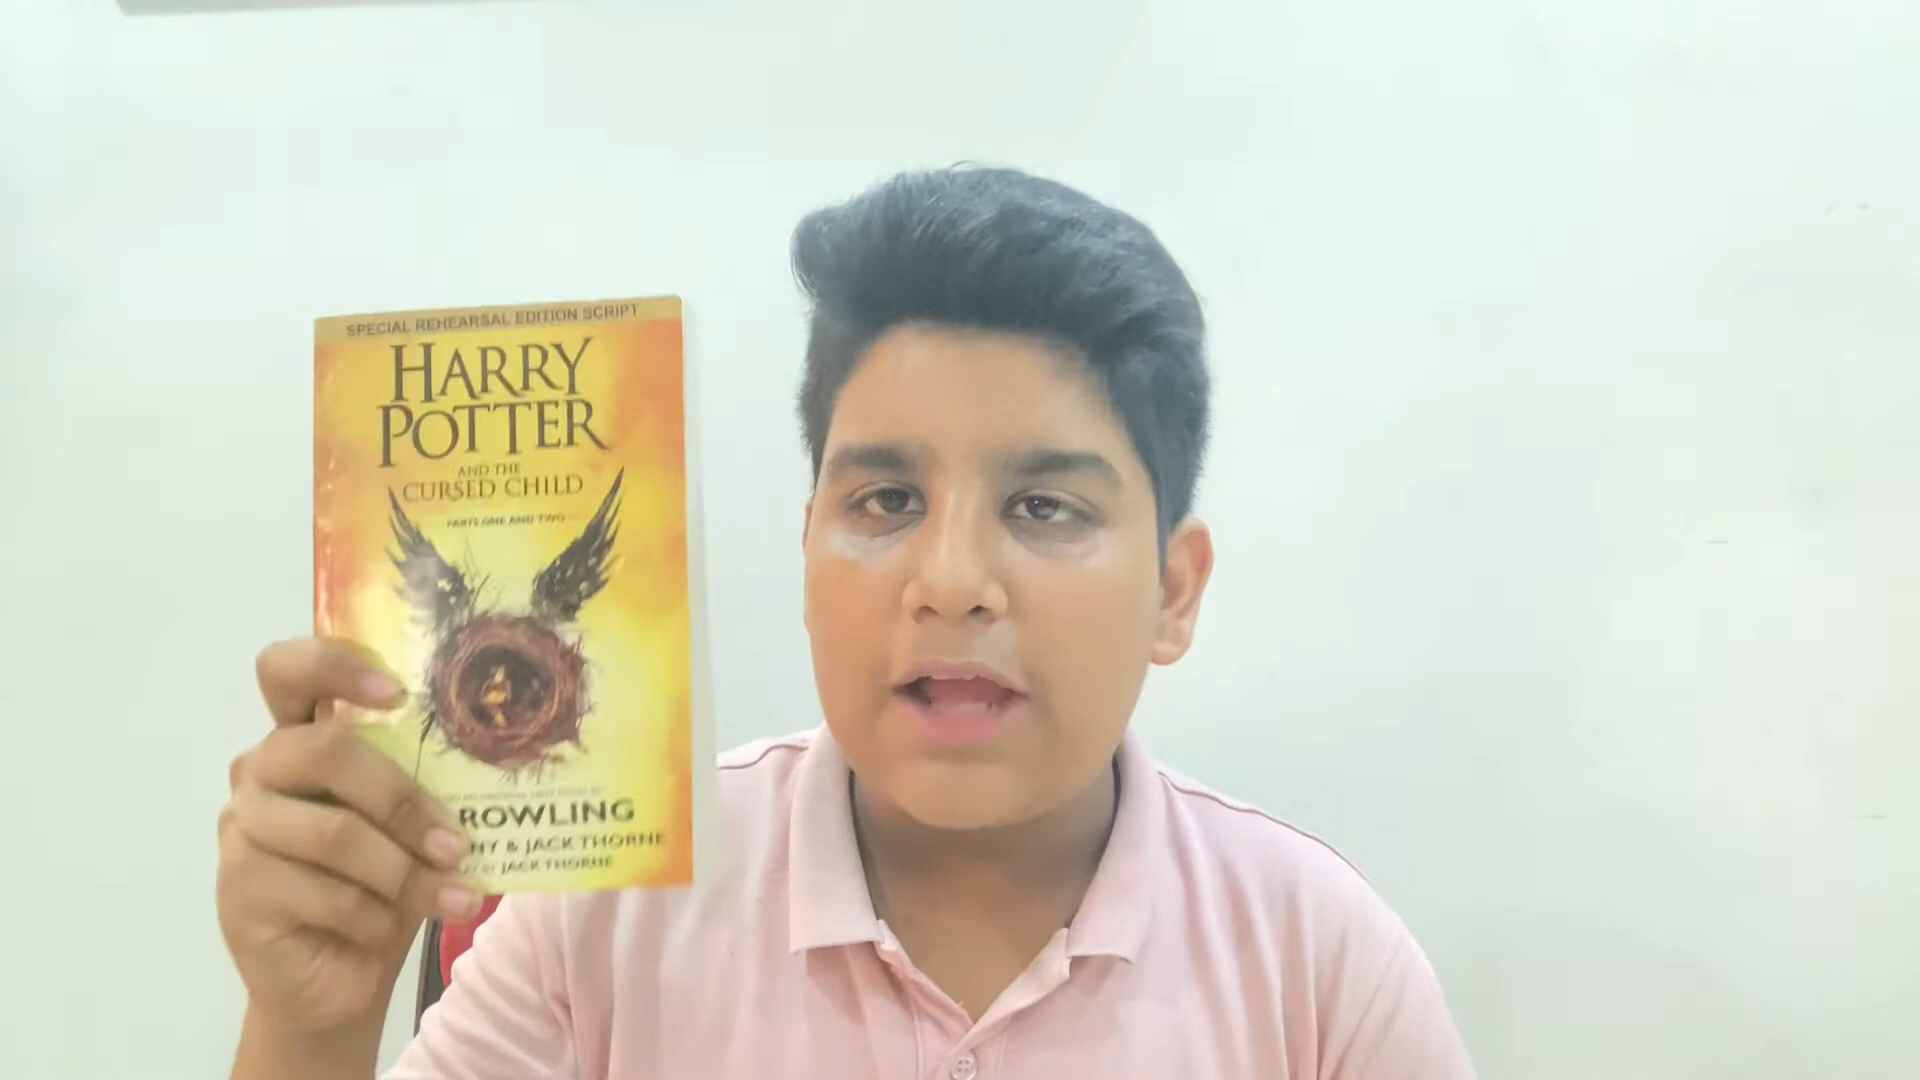 SPECIAL REHEARSAL EDITION SCRIPT
HARRY
POTTER
AND THE
CURSED CHILD
PARTS ONE AND TWO
ROWLING
NY & JACK THORNE
JACK THORNE